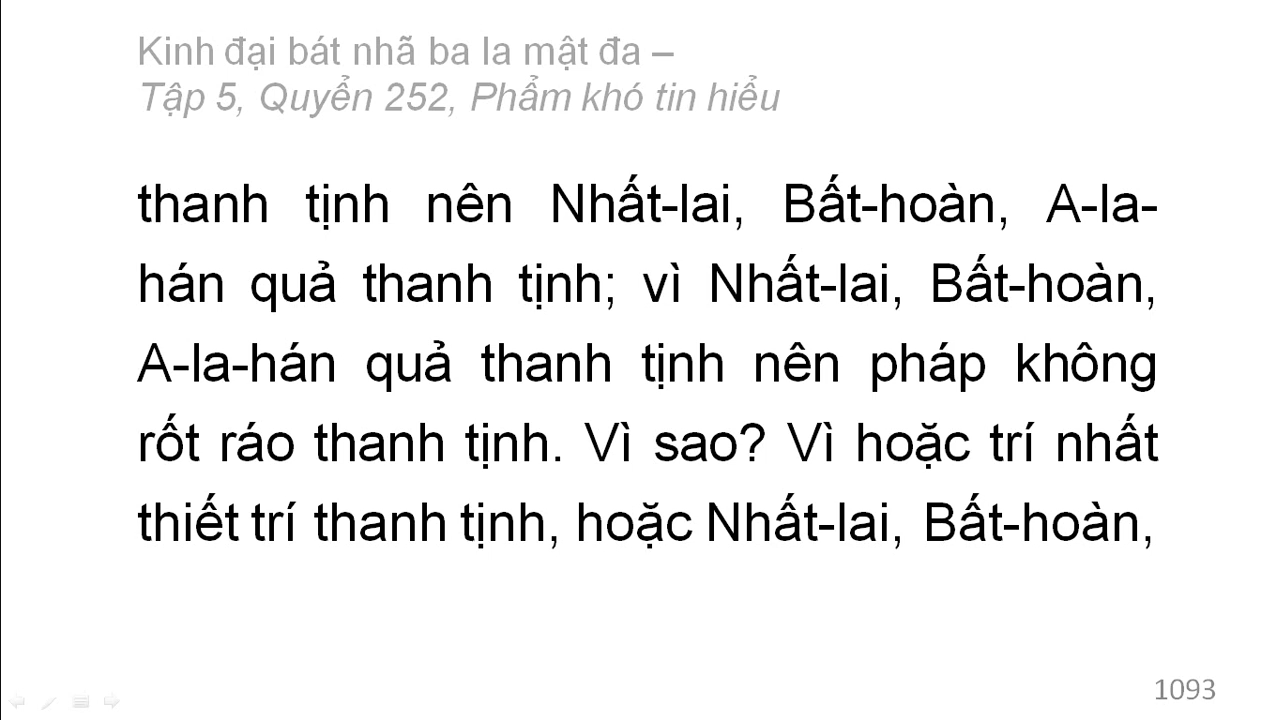 Kinh đại bát nhã ba la mật đa –
Tập 5, Quyển 252, Phẩm khó tin hiểu
thanh tịnh nên Nhất-lai, Bất-hoàn, A-la-
hán quả thanh tịnh; vì Nhất-lai, Bất-hoàn,
A-la-hán quả thanh tịnh nên pháp không
rốt ráo thanh tịnh. Vì sao? Vì hoặc trí nhất
thiết trí thanh tịnh, hoặc Nhất-lai, Bất-hoàn,
1093